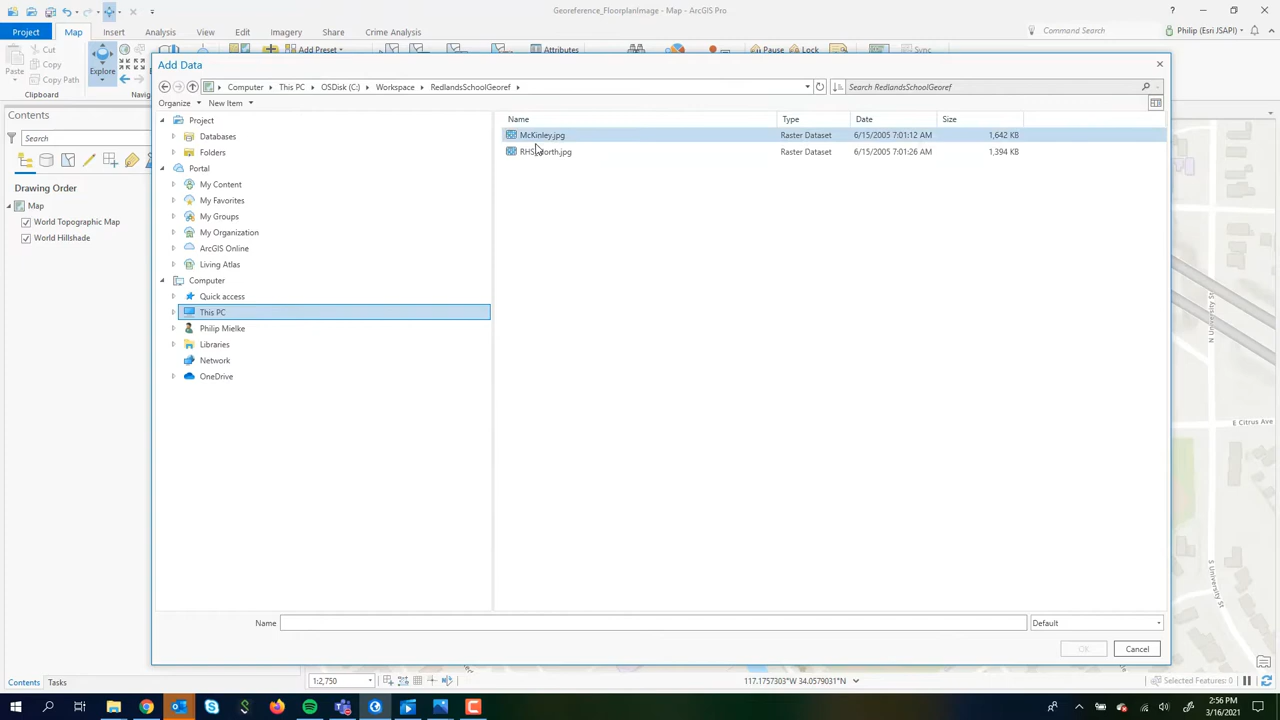 Georeference_FloorplanImage - Map - ArcGIS Pro
Project Map Insert Analysis View Edit Imagery Share Crime Analysis
Command Search
Philip (Esri JSAPI)
Cut
Copy
Copy Path
Paste
Clipboard
Explore
Add Preset
Attributes
Pause
Lock
Sync
Contents
Search
Drawing Order
Map
World Topographic Map
World Hillshade
Add Data
Computer This PC OSDisk (C:) Workspace RedlandsSchoolGeoref
Search RedlandsSchoolGeoref
Organize New Item
Project
Databases
Folders
Portal
My Content
My Favorites
My Groups
My Organization
ArcGIS Online
Living Atlas
Computer
Quick access
This PC
Philip Mielke
Libraries
Network
OneDrive
Name Type Date Size
McKinley.jpg Raster Dataset 6/15/2005 7:01:12 AM 1,642 KB
Raster Dataset 6/15/2005 7:01:26 AM 1,394 KB
Name
Default
OK
Cancel
N University St
E Citrus Ave
S University St
Contents Tasks
1:2,750
117.1757303°W 34.0579031°N
Selected Features: 0
2:56 PM
3/16/2021